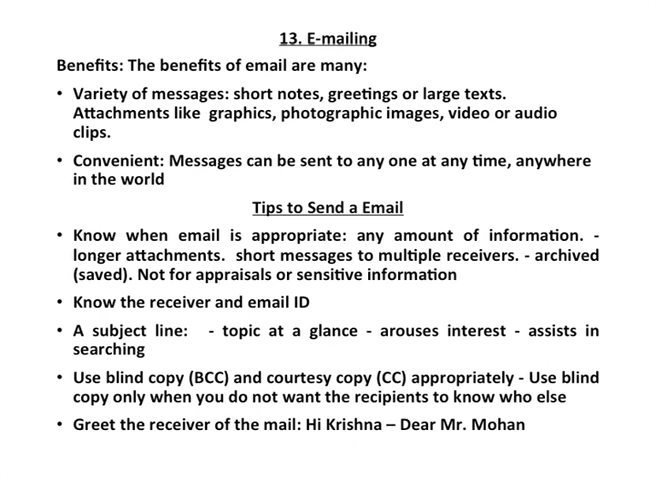 13. E-mailing
Benefits: The benefits of email are many:
• Variety of messages: short notes, greetings or large texts.
Attachments like  graphics, photographic images, video or audio
clips.
• Convenient: Messages can be sent to any one at any time, anywhere
in the world
Tips to Send a Email
• Know when email is appropriate: any amount of information. -
longer attachments.  short messages to multiple receivers. - archived
(saved). Not for appraisals or sensitive information
• Know the receiver and email ID
• A subject line:  - topic at a glance - arouses interest - assists in
searching
• Use blind copy (BCC) and courtesy copy (CC) appropriately - Use blind
copy only when you do not want the recipients to know who else
• Greet the receiver of the mail: Hi Krishna – Dear Mr. Mohan